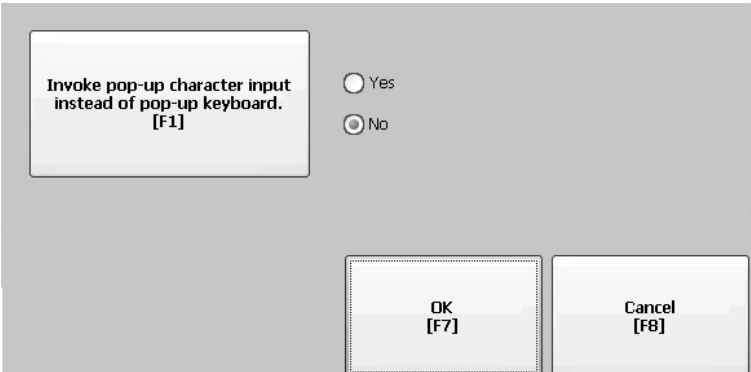 Invoke pop-up character input
instead of pop-up keyboard.
[F1]
Yes
No
OK
[F7]
Cancel
[F8]